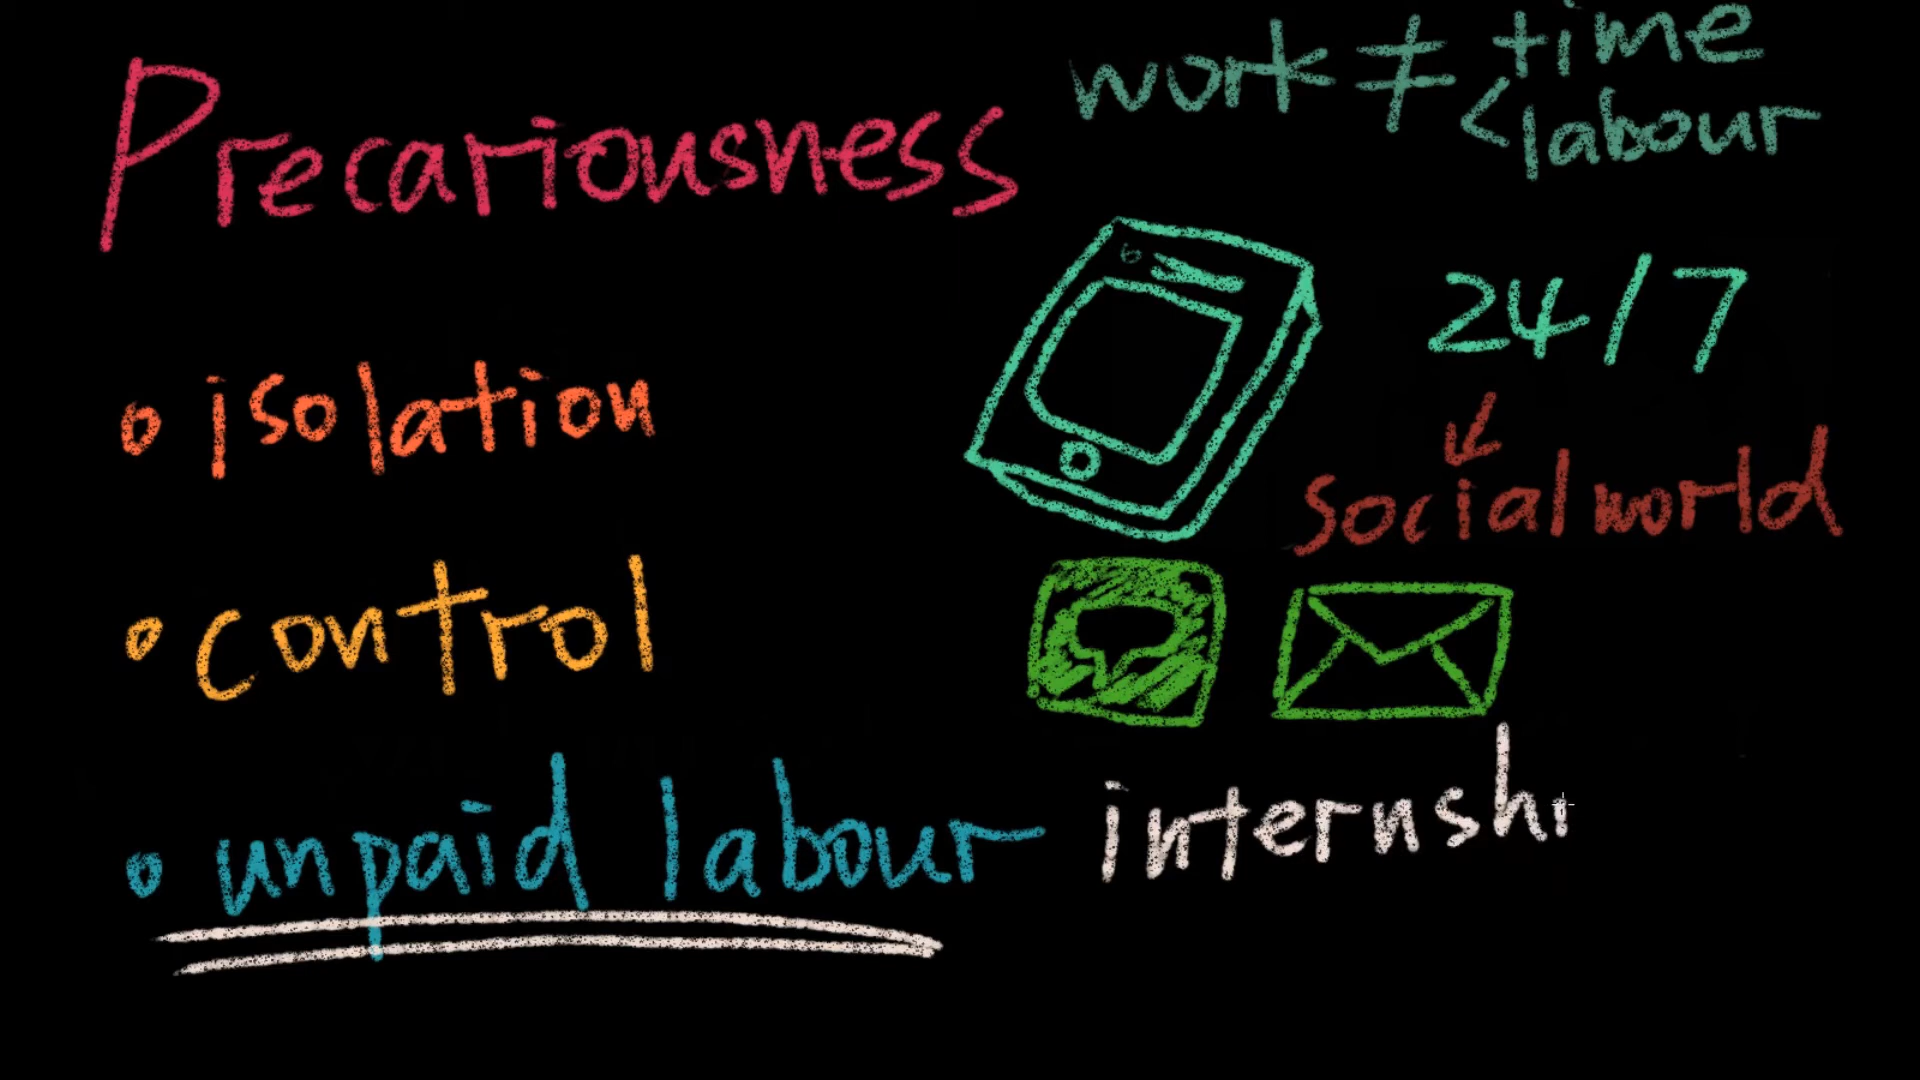 Precariousness
work ≠ time
< labour
24/7
social world
o isolation
o control
o unpaid labour
internshi